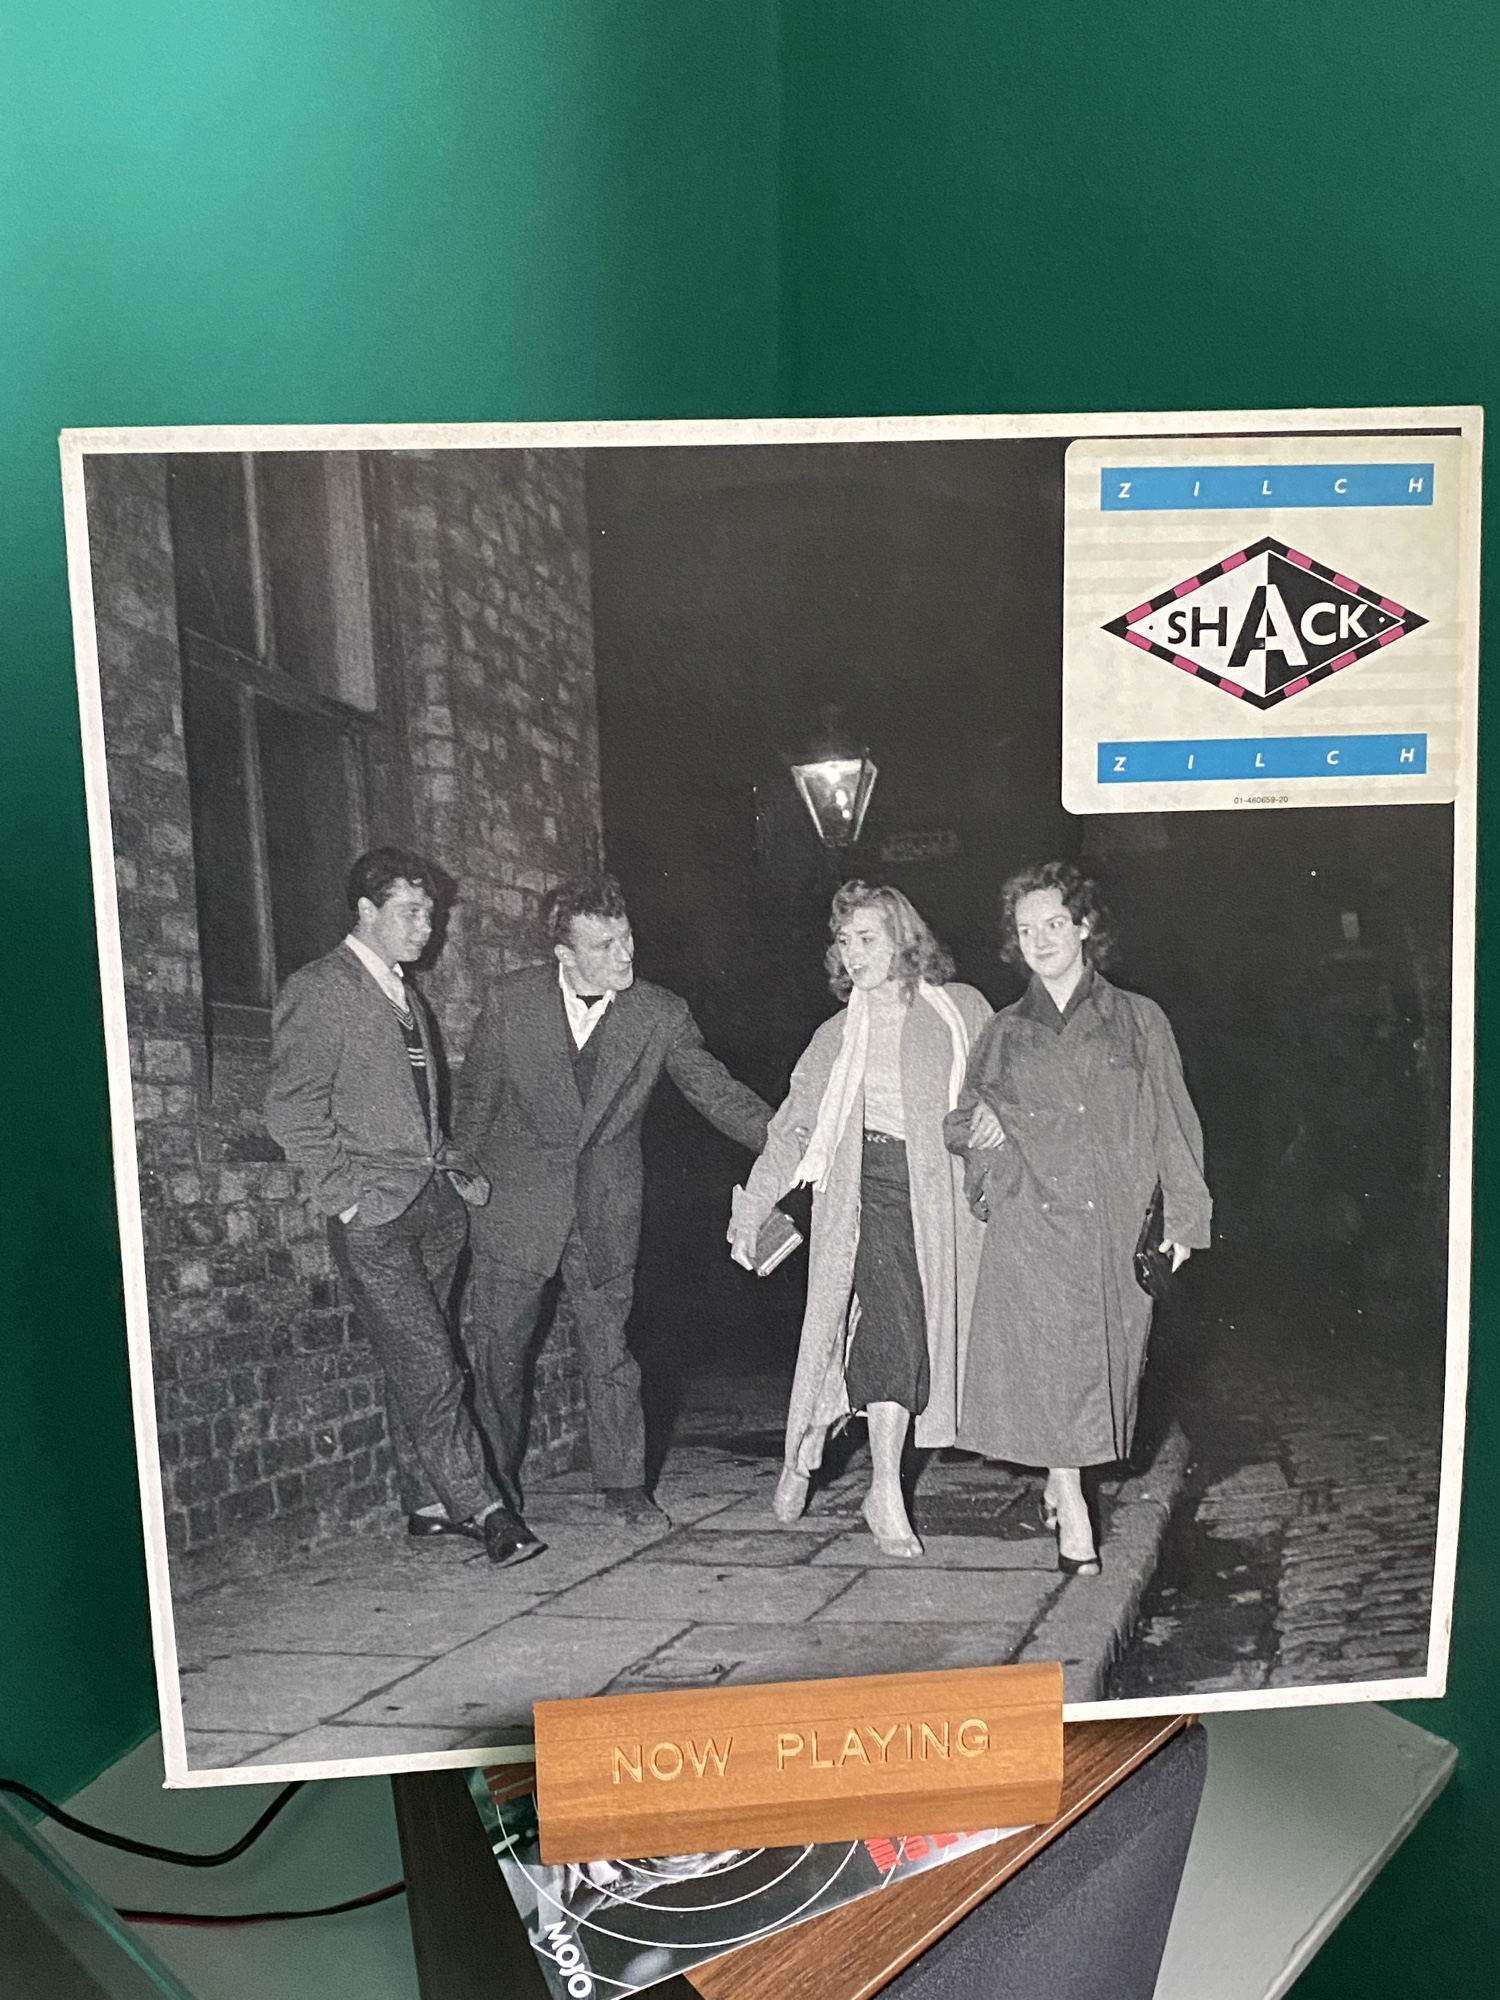 Z I L C H
SHACK
Z I L C H
01-460659-20
NOW PLAYING
MOJO